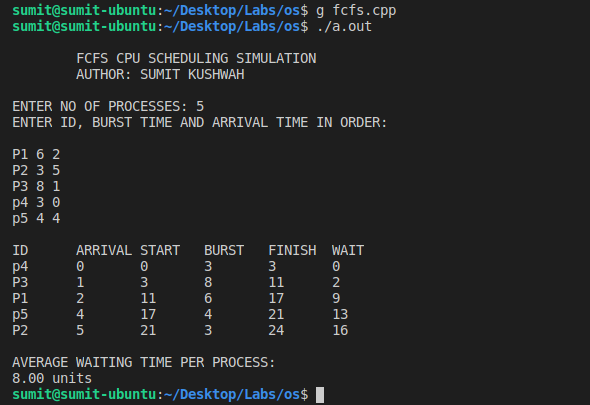 sumit@sumit-ubuntu:~/Desktop/Labs/os$ g fcfs.cpp
sumit@sumit-ubuntu:~/Desktop/Labs/os$ ./a.out
FCFS CPU SCHEDULING SIMULATION
AUTHOR: SUMIT KUSHWAH
ENTER NO OF PROCESSES: 5
ENTER ID, BURST TIME AND ARRIVAL TIME IN ORDER:
P1 6 2
P2 3 5
P3 8 1
p4 3 0
p5 4 4
ID ARRIVAL START BURST FINISH WAIT
p4 0 0 3 3 0
P3 1 3 8 11 2
P1 2 11 6 17 9
p5 4 17 4 21 13
P2 5 21 3 24 16
AVERAGE WAITING TIME PER PROCESS:
8.00 units
sumit@sumit-ubuntu:~/Desktop/Labs/os$